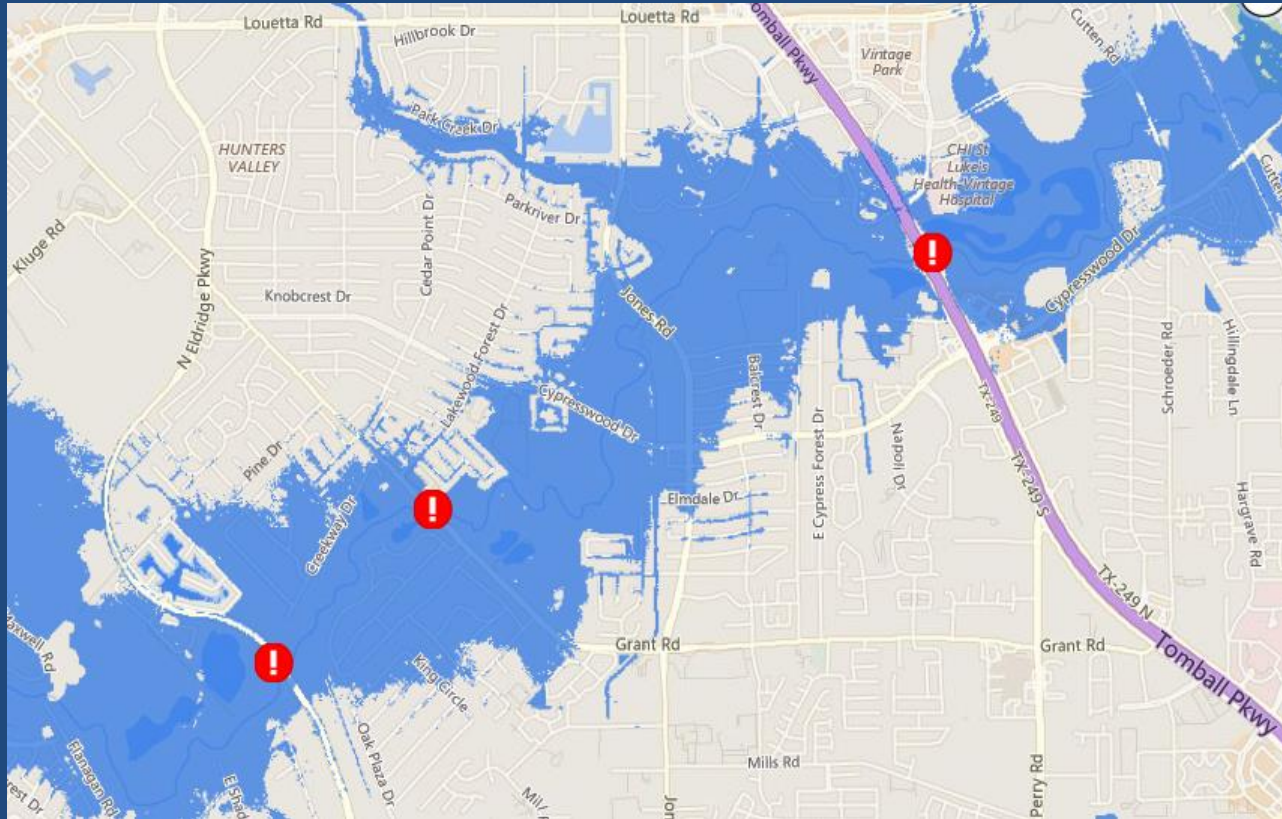 Louetta Rd
Louetta Rd
Hillbrook Dr
Tomball Pkwy
Vintage
Park
Cutten Rd
Park Creek Dr
HUNTERS
VALLEY
CHI St
Luke's
Health-Vintage
Hospital
Cedar Point Dr
Parkriver Dr
Kluge Rd
N Eldridge Pkwy
Knobcrest Dr
Jones Rd
Cypresswood Dr
!
Lakewood Forest Dr
Cypresswood Dr
Balcrest Dr
E Cypress Forest Dr
Napoli Dr
TX-249
TX-249 S
Schroeder Rd
Hillingdale Ln
Hargrave Rd
Pine Dr
Creekway Dr
!
Elmdale Dr
TX-249 N
Tomball Pkwy
Maxwell Rd
!
Grant Rd
Grant Rd
King Circle
Oak Plaza Dr
Flanagan Rd
Mills Rd
Perry Rd